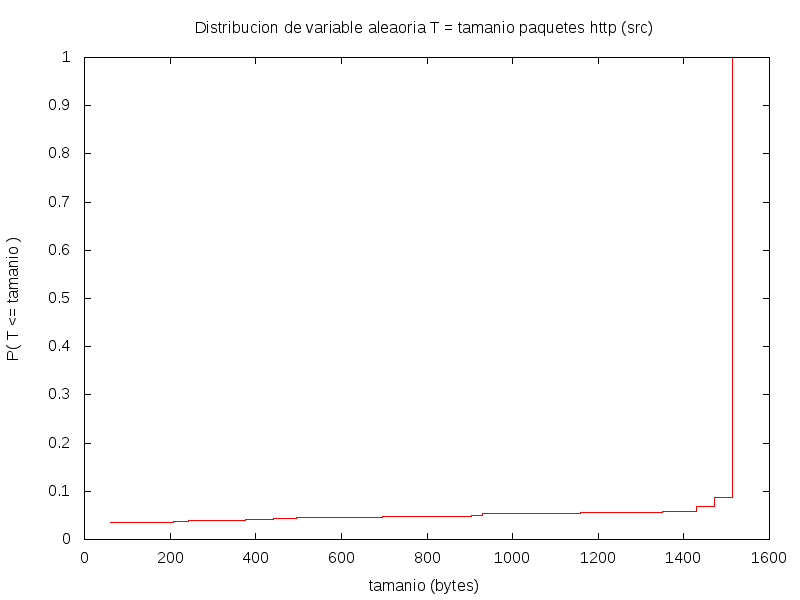 Distribucion de variable aleaoria T = tamanio paquetes http (src)
1
0.9
0.8
0.7
0.6
0.5
0.4
0.3
0.2
0.1
0
P( T <= tamanio )
0 200 400 600 800 1000 1200 1400 1600
tamanio (bytes)